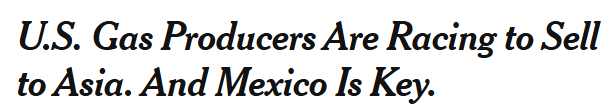 U.S. Gas Producers Are Racing to Sell
to Asia. And Mexico Is Key.